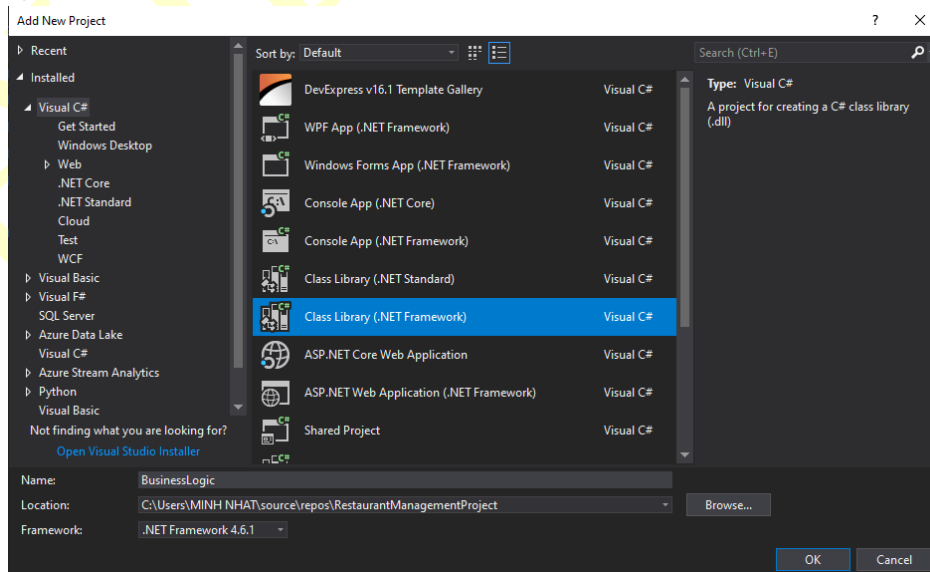 Add New Project
Recent
Installed
Visual C#
Get Started
Windows Desktop
Web
.NET Core
.NET Standard
Cloud
Test
WCF
Visual Basic
Visual F#
SQL Server
Azure Data Lake
Visual C#
Azure Stream Analytics
Python
Visual Basic
Not finding what you are looking for?
Open Visual Studio Installer
Sort by: Default
DevExpress v16.1 Template Gallery Visual C#
WPF App (.NET Framework) Visual C#
Windows Forms App (.NET Framework) Visual C#
Console App (.NET Core) Visual C#
Console App (.NET Framework) Visual C#
Class Library (.NET Standard) Visual C#
Class Library (.NET Framework) Visual C#
ASP.NET Core Web Application Visual C#
ASP.NET Web Application (.NET Framework) Visual C#
Shared Project Visual C#
Search (Ctrl+E)
Type: Visual C#
A project for creating a C# class library
(.dll)
Name: BusinessLogic
Location: C:\Users\MINH NHAT\source\repos\RestaurantManagementProject Browse...
Framework: .NET Framework 4.6.1
OK Cancel